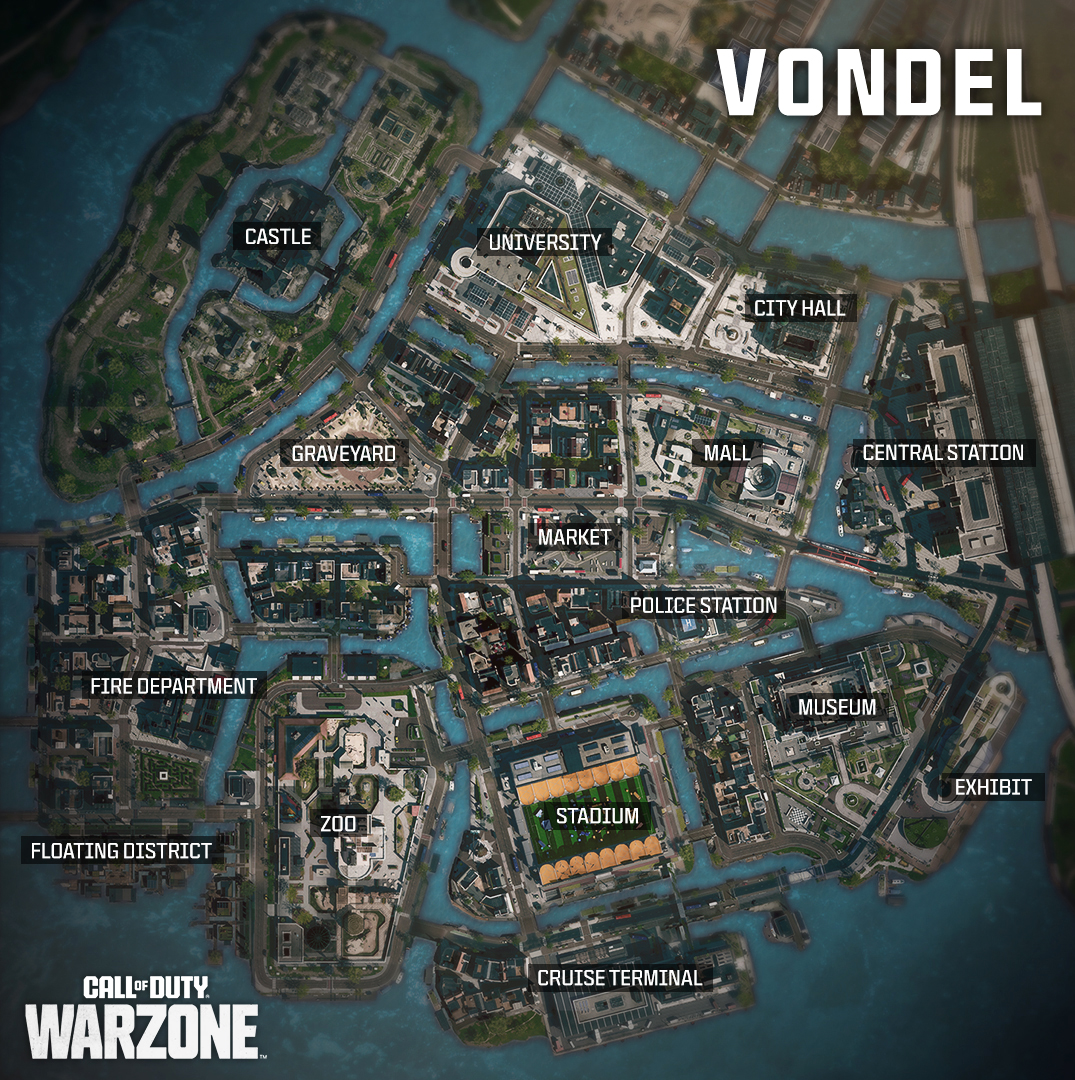 VONDEL
CASTLE
UNIVERSITY
CITY HALL
GRAVEYARD
MALL
CENTRAL STATION
MARKET
POLICE STATION
FIRE DEPARTMENT
MUSEUM
EXHIBIT
STADIUM
ZOO
FLOATING DISTRICT
CRUISE TERMINAL
CALL OF DUTY
WARZONE™